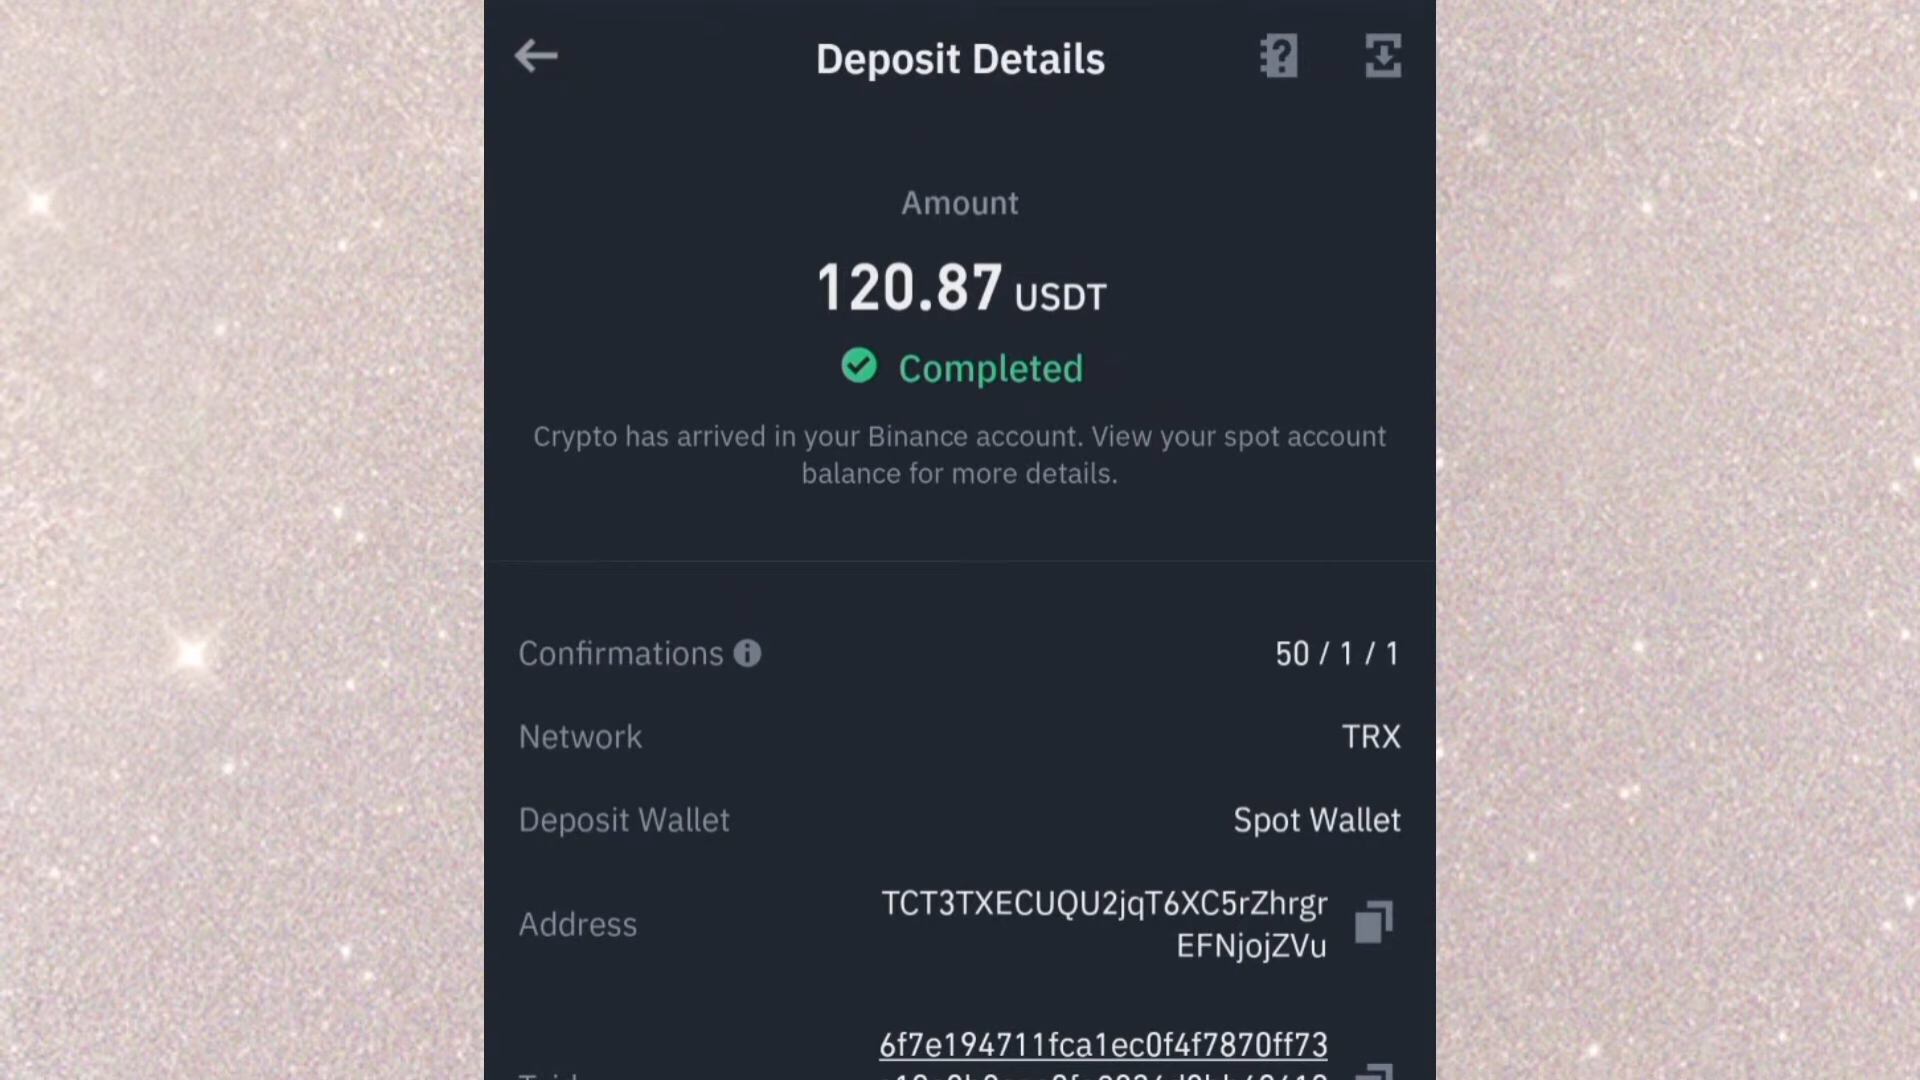 Deposit Details
Amount
120.87 USDT
Completed
Crypto has arrived in your Binance account. View your spot account
balance for more details.
Confirmations 50 / 1 / 1
Network TRX
Deposit Wallet Spot Wallet
Address TCT3TXECUQU2jqT6XC5rZhrgr
EFNjojZVu
6f7e194711fca1ec0f4f7870ff73